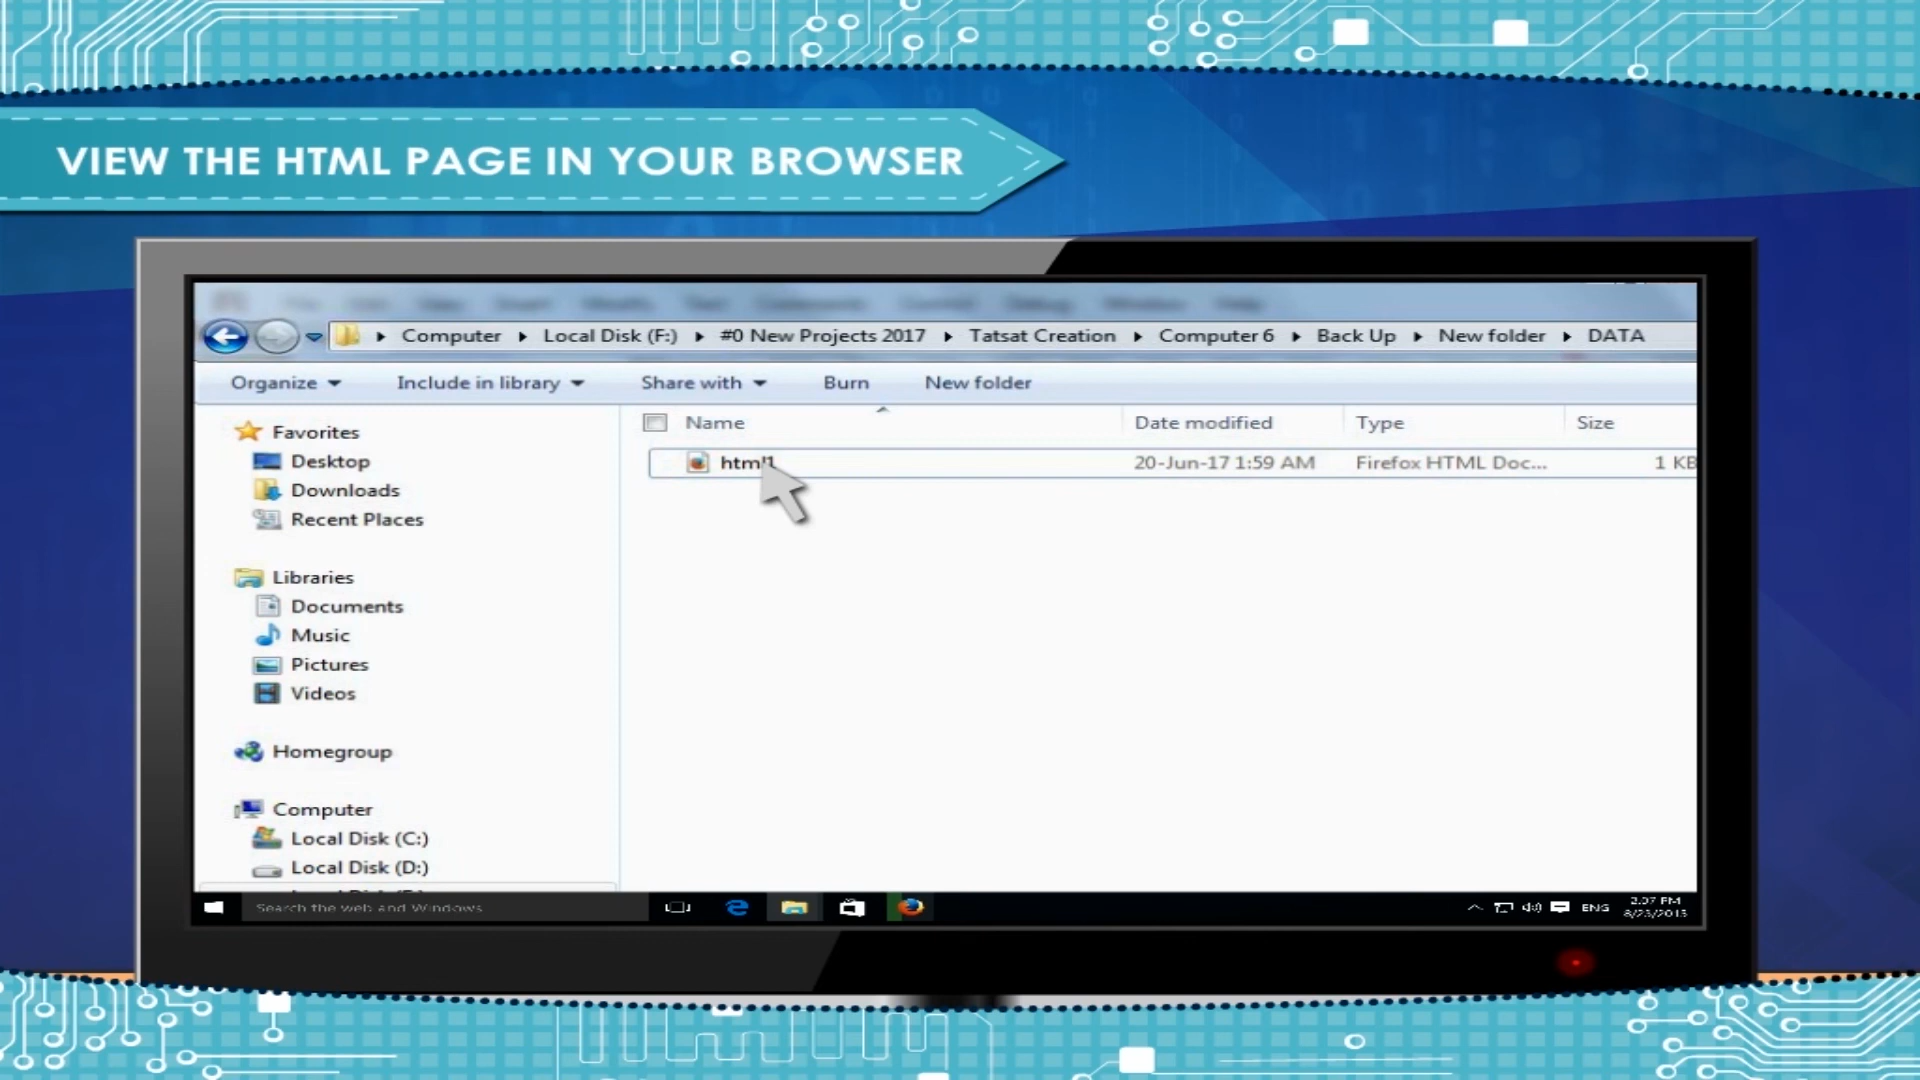 VIEW THE HTML PAGE IN YOUR BROWSER
Computer Local Disk (F:) #0 New Projects 2017 Tatsat Creation Computer 6 Back Up New folder DATA
Organize Include in library Share with Burn New folder
Favorites
Desktop
Downloads
Recent Places
Libraries
Documents
Music
Pictures
Videos
Homegroup
Computer
Local Disk (C:)
Local Disk (D:)
Name Date modified Type Size
html1 20-Jun-17 1:59 AM Firefox HTML Doc... 1 KB
Search the web and Windows
ENG
2:07 PM